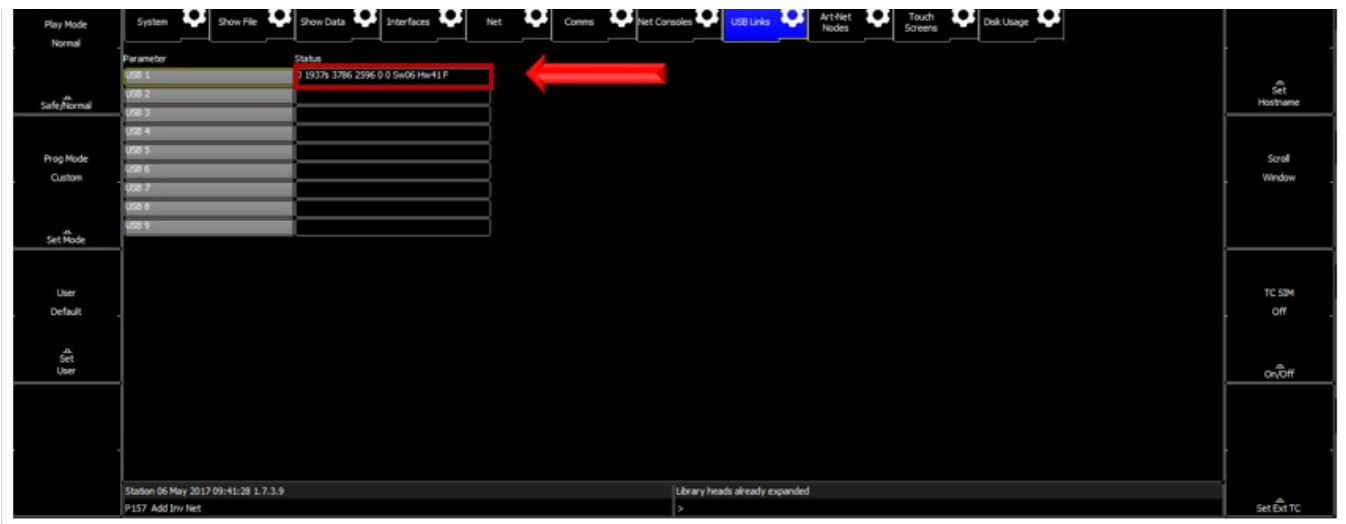 Play Mode
Normal
Safe/Normal
Prog Mode
Custom
Set Mode
User
Default
Set
User
System
Show File
Show Data
Interfaces
Net
Comms
Net Consoles
USB Links
Art-Net
Nodes
Touch
Screens
Disk Usage
Parameter Status
USB 1 0 1937s 3786 2596 0 0 Sw06 Hw41 F
USB 2
USB 3
USB 4
USB 5
USB 6
USB 7
USB 8
USB 9
Station 06 May 2017 09:41:28 1.7.3.9
Library heads already expanded
P157 Add Inv Net
>
Set
Hostname
Scroll
Window
TC SIM
Off
On/Off
Set Ext TC